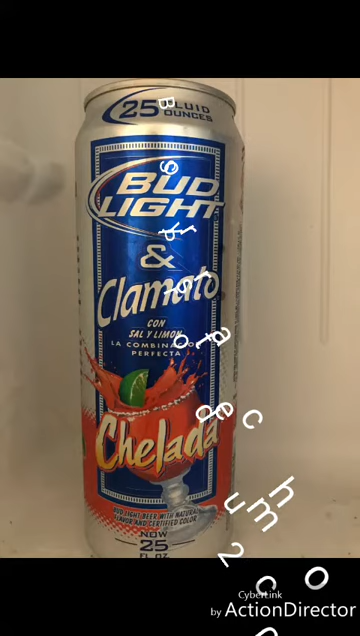 25 FLUID
OUNCES
BUD
LIGHT
&
Clamato
CON
SAL Y LIMON
LA COMBINACIO
PERFECTA
Chelada
BUD LIGHT BEER WITH NATURAL
FLAVOR AND CERTIFIED COLOR
NOW
25
FL. OZ.
CyberLink
by ActionDirector